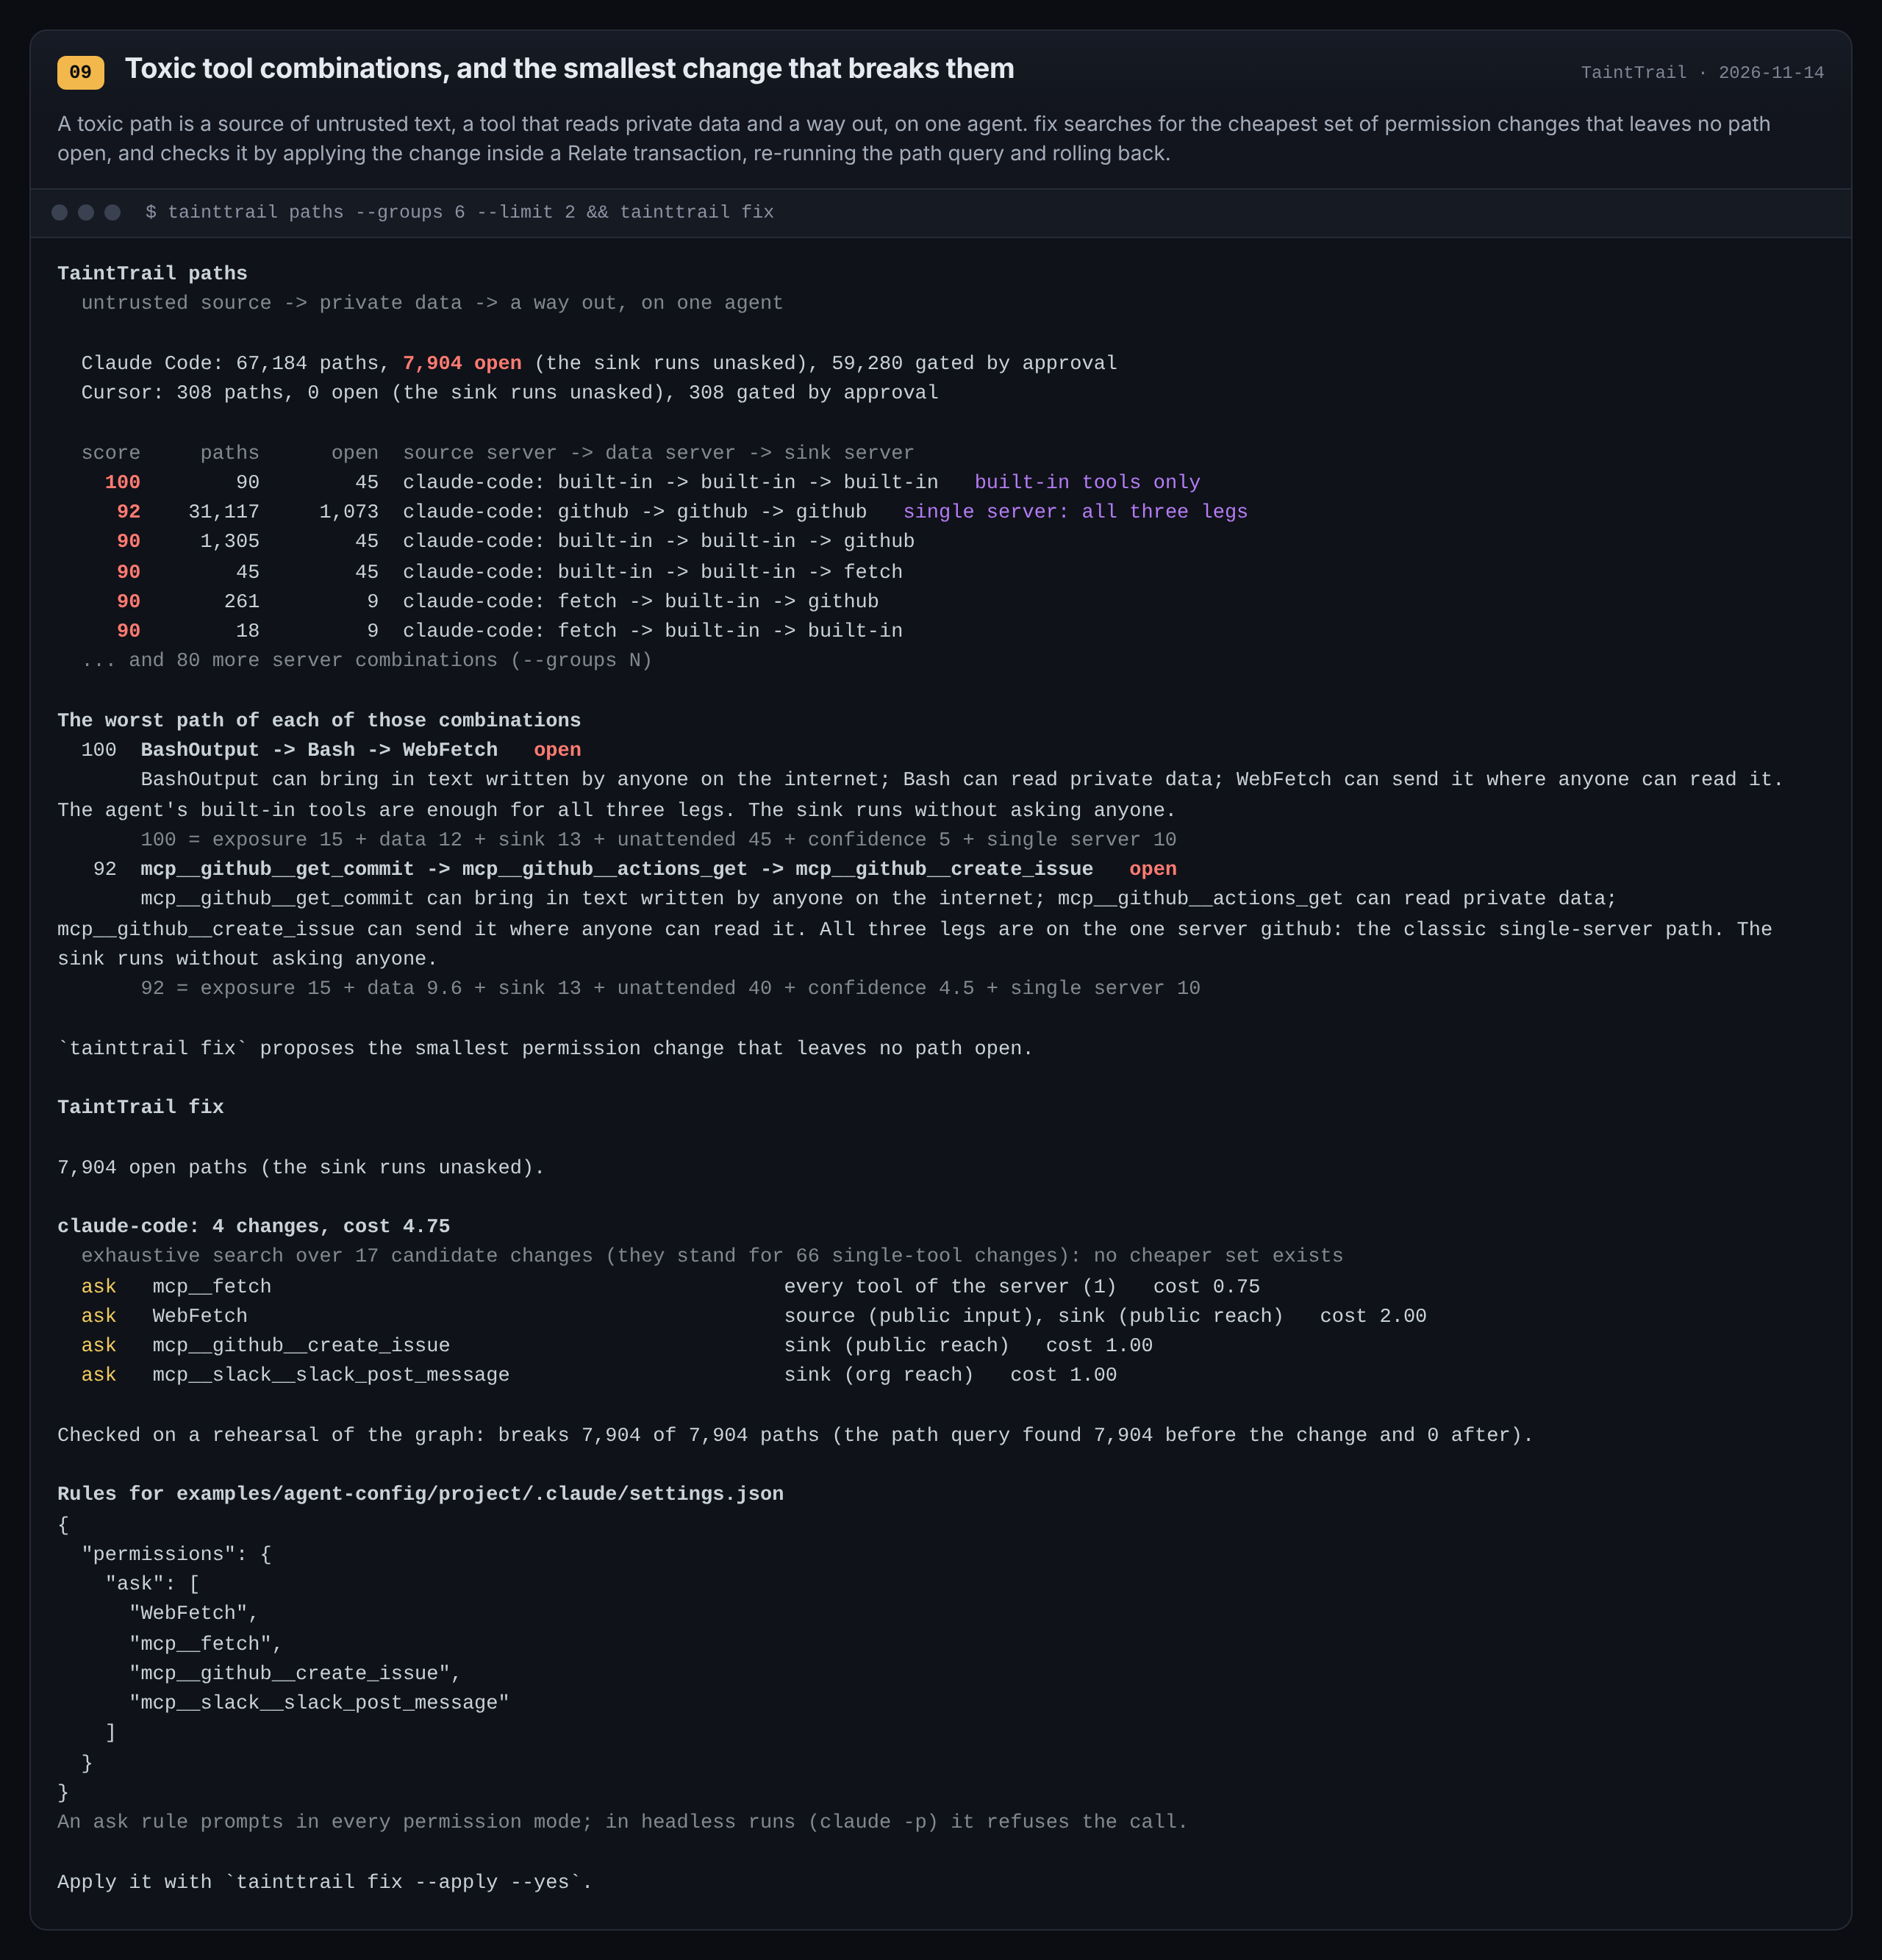 09 Toxic tool combinations, and the smallest change that breaks them TaintTrail · 2026-11-14
A toxic path is a source of untrusted text, a tool that reads private data and a way out, on one agent. fix searches for the cheapest set of permission changes that leaves no path
open, and checks it by applying the change inside a Relate transaction, re-running the path query and rolling back.
$ tainttrail paths --groups 6 --limit 2 && tainttrail fix
TaintTrail paths
untrusted source -> private data -> a way out, on one agent
Claude Code: 67,184 paths, 7,904 open (the sink runs unasked), 59,280 gated by approval
Cursor: 308 paths, 0 open (the sink runs unasked), 308 gated by approval
score paths open source server -> data server -> sink server
100 90 45 claude-code: built-in -> built-in -> built-in built-in tools only
92 31,117 1,073 claude-code: github -> github -> github single server: all three legs
90 1,305 45 claude-code: built-in -> built-in -> github
90 45 45 claude-code: built-in -> built-in -> fetch
90 261 9 claude-code: fetch -> built-in -> github
90 18 9 claude-code: fetch -> built-in -> built-in
... and 80 more server combinations (--groups N)
The worst path of each of those combinations
100 BashOutput -> Bash -> WebFetch open
BashOutput can bring in text written by anyone on the internet; Bash can read private data; WebFetch can send it where anyone can read it.
The agent's built-in tools are enough for all three legs. The sink runs without asking anyone.
100 = exposure 15 + data 12 + sink 13 + unattended 45 + confidence 5 + single server 10
92 mcp__github__get_commit -> mcp__github__actions_get -> mcp__github__create_issue open
mcp__github__get_commit can bring in text written by anyone on the internet; mcp__github__actions_get can read private data;
mcp__github__create_issue can send it where anyone can read it. All three legs are on the one server github: the classic single-server path. The
sink runs without asking anyone.
92 = exposure 15 + data 9.6 + sink 13 + unattended 40 + confidence 4.5 + single server 10
`tainttrail fix` proposes the smallest permission change that leaves no path open.
TaintTrail fix
7,904 open paths (the sink runs unasked).
claude-code: 4 changes, cost 4.75
exhaustive search over 17 candidate changes (they stand for 66 single-tool changes): no cheaper set exists
ask mcp__fetch every tool of the server (1) cost 0.75
ask WebFetch source (public input), sink (public reach) cost 2.00
ask mcp__github__create_issue sink (public reach) cost 1.00
ask mcp__slack__slack_post_message sink (org reach) cost 1.00
Checked on a rehearsal of the graph: breaks 7,904 of 7,904 paths (the path query found 7,904 before the change and 0 after).
Rules for examples/agent-config/project/.claude/settings.json
{
"permissions": {
"ask": [
"WebFetch",
"mcp__fetch",
"mcp__github__create_issue",
"mcp__slack__slack_post_message"
]
}
}
An ask rule prompts in every permission mode; in headless runs (claude -p) it refuses the call.
Apply it with `tainttrail fix --apply --yes`.